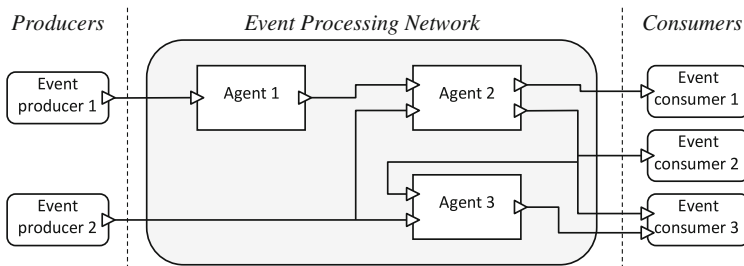 Producers
Event Processing Network
Consumers
Event
producer 1
Agent 1
Agent 2
Event
consumer 1
Event
consumer 2
Event
producer 2
Agent 3
Event
consumer 3